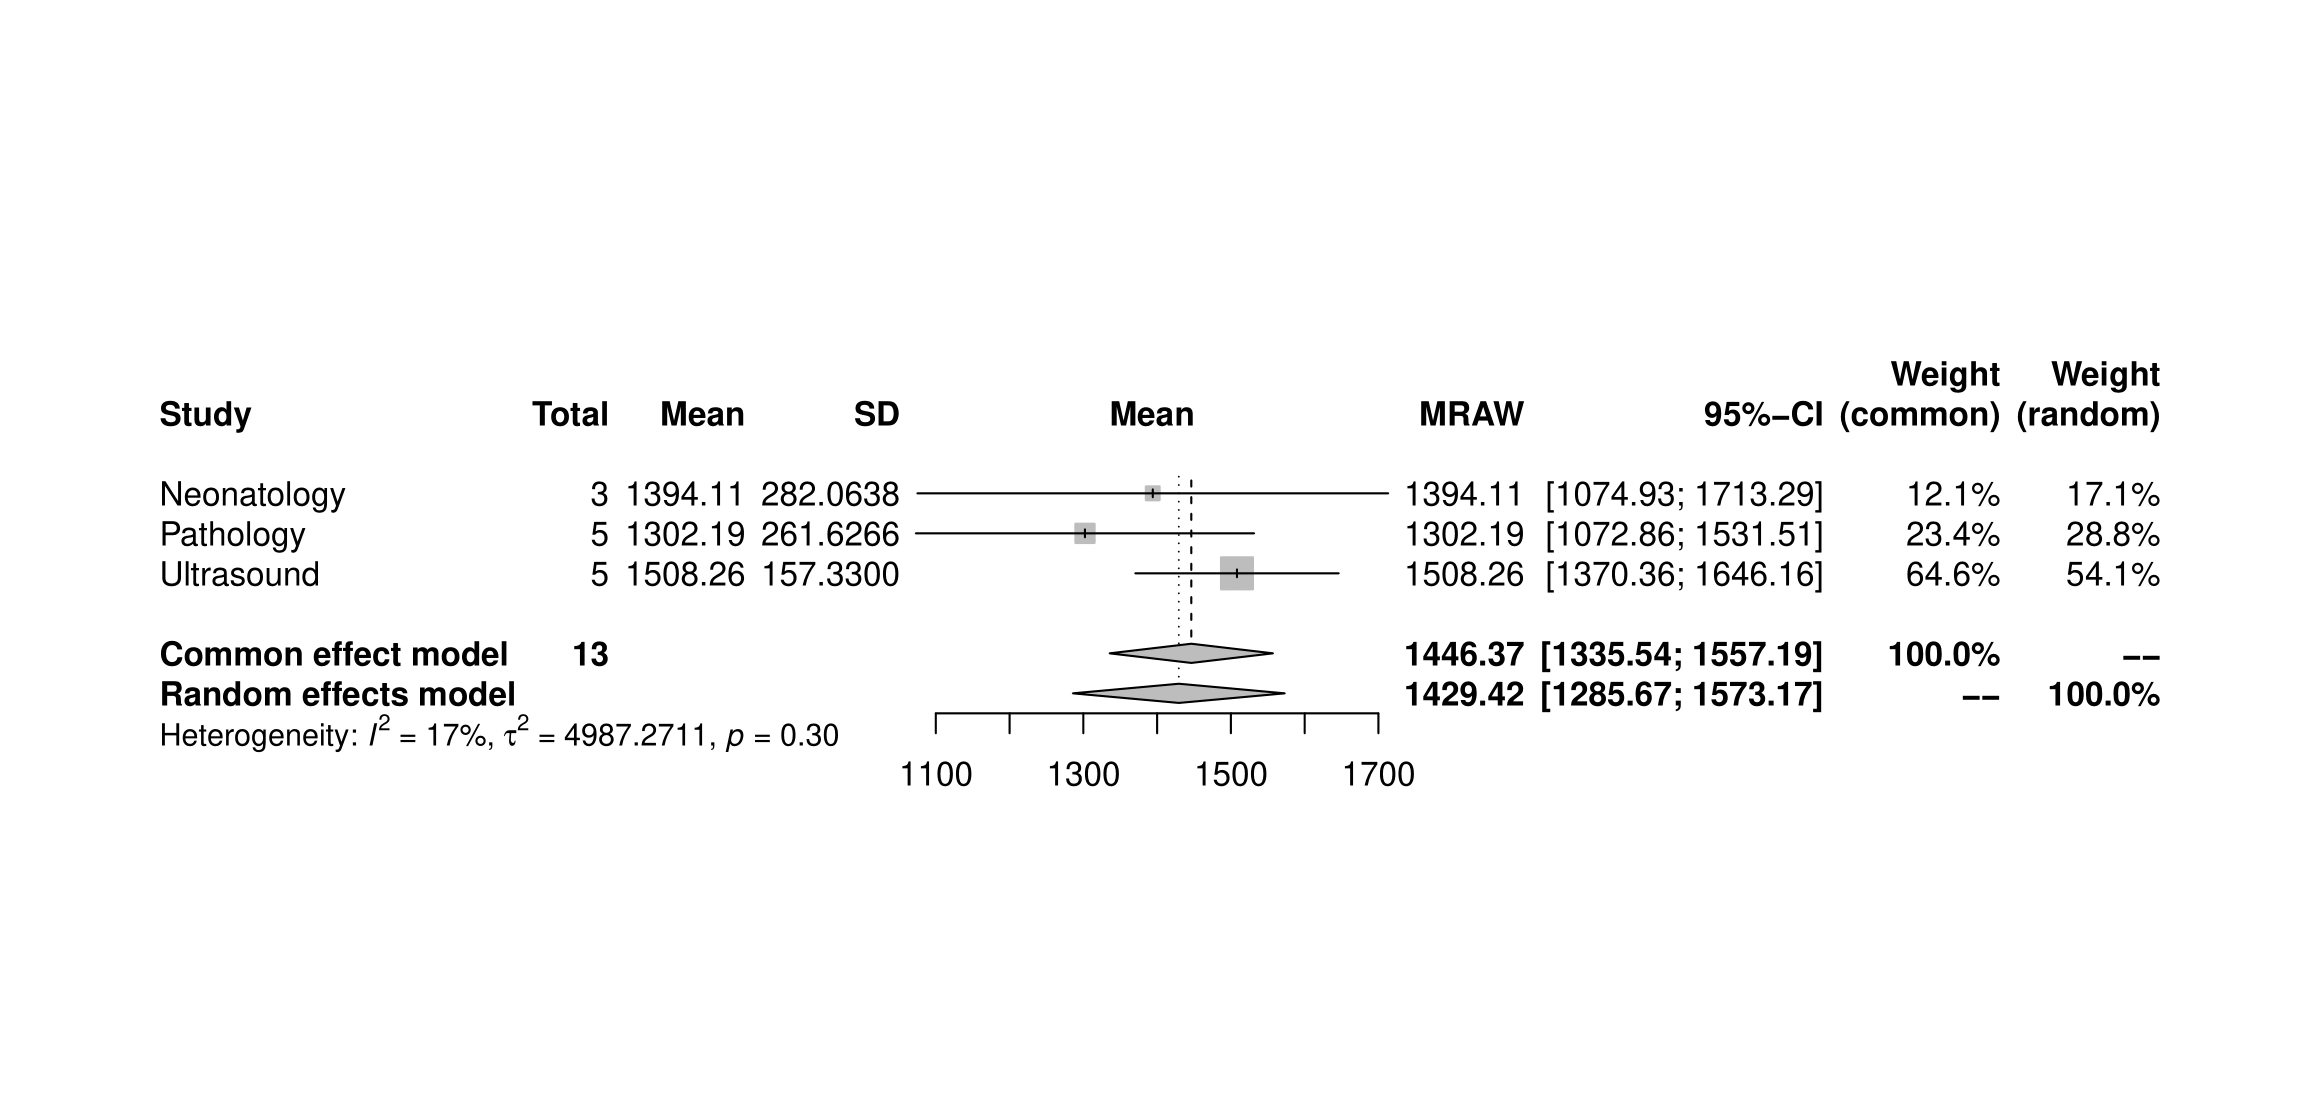 Weight Weight
Study Total Mean SD Mean MRAW 95%−CI (common) (random)
Neonatology 3 1394.11 282.0638 1394.11 [1074.93; 1713.29] 12.1% 17.1%
Pathology 5 1302.19 261.6266 1302.19 [1072.86; 1531.51] 23.4% 28.8%
Ultrasound 5 1508.26 157.3300 1508.26 [1370.36; 1646.16] 64.6% 54.1%
Common effect model 13 1446.37 [1335.54; 1557.19] 100.0% −−
Random effects model 1429.42 [1285.67; 1573.17] −− 100.0%
Heterogeneity: I² = 17%, τ² = 4987.2711, p = 0.30
1100 1300 1500 1700